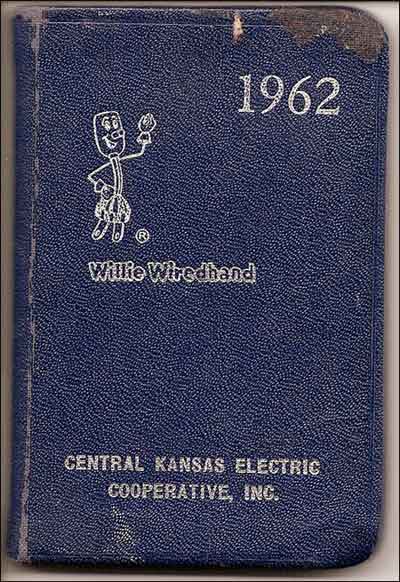 1962
®
Willie Wiredhand
CENTRAL KANSAS ELECTRIC
COOPERATIVE, INC.